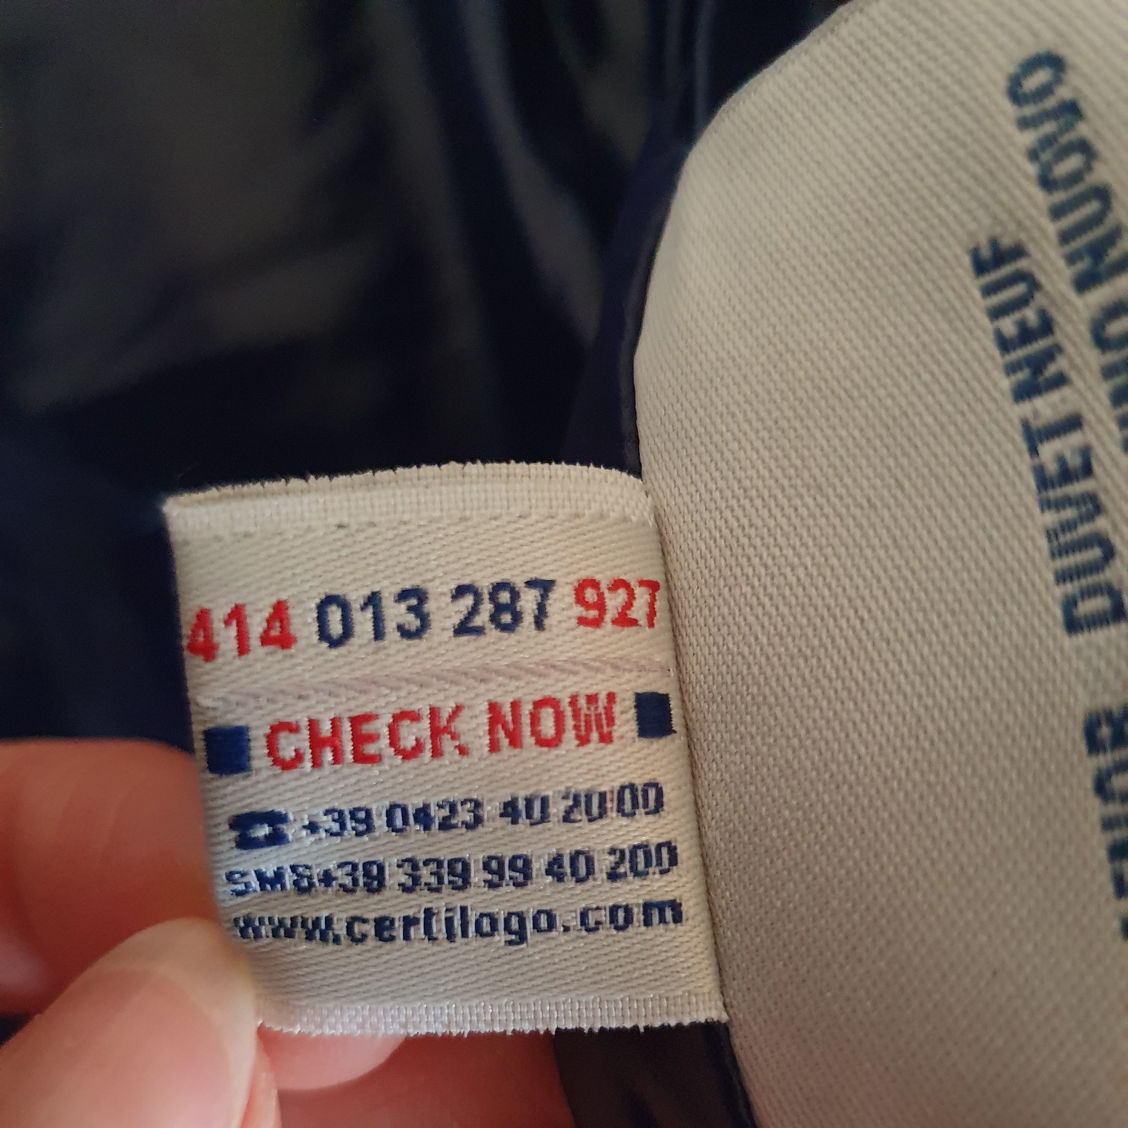 414 013 287 927
CHECK NOW
+39 0423 40 20 00
SMS+39 339 99 40 200
www.certilogo.com
DUVET NEUF